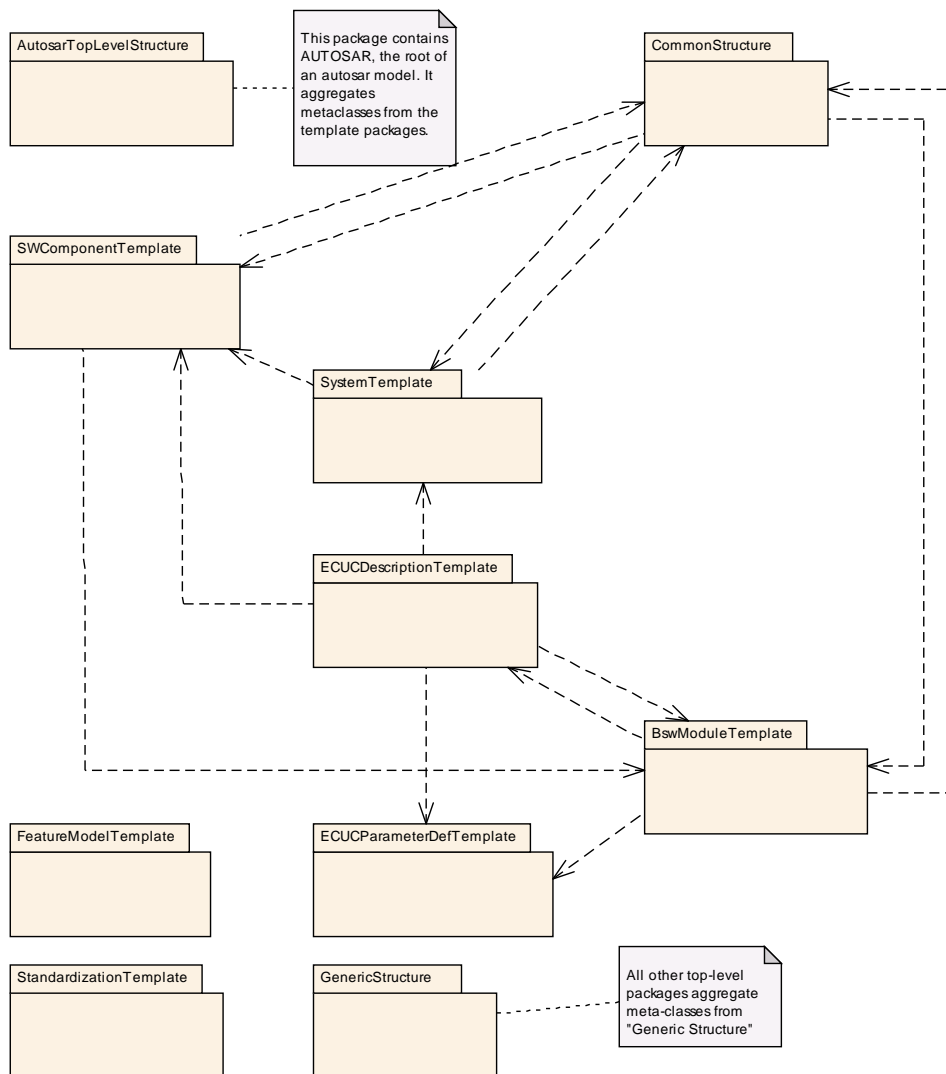 AutosarTopLevelStructure
This package contains
AUTOSAR, the root of
an autosar model. It
aggregates
metaclasses from the
template packages.
CommonStructure
SWComponentTemplate
SystemTemplate
ECUCDescriptionTemplate
BswModuleTemplate
FeatureModelTemplate
ECUCParameterDefTemplate
StandardizationTemplate
GenericStructure
All other top-level
packages aggregate
meta-classes from
"Generic Structure"